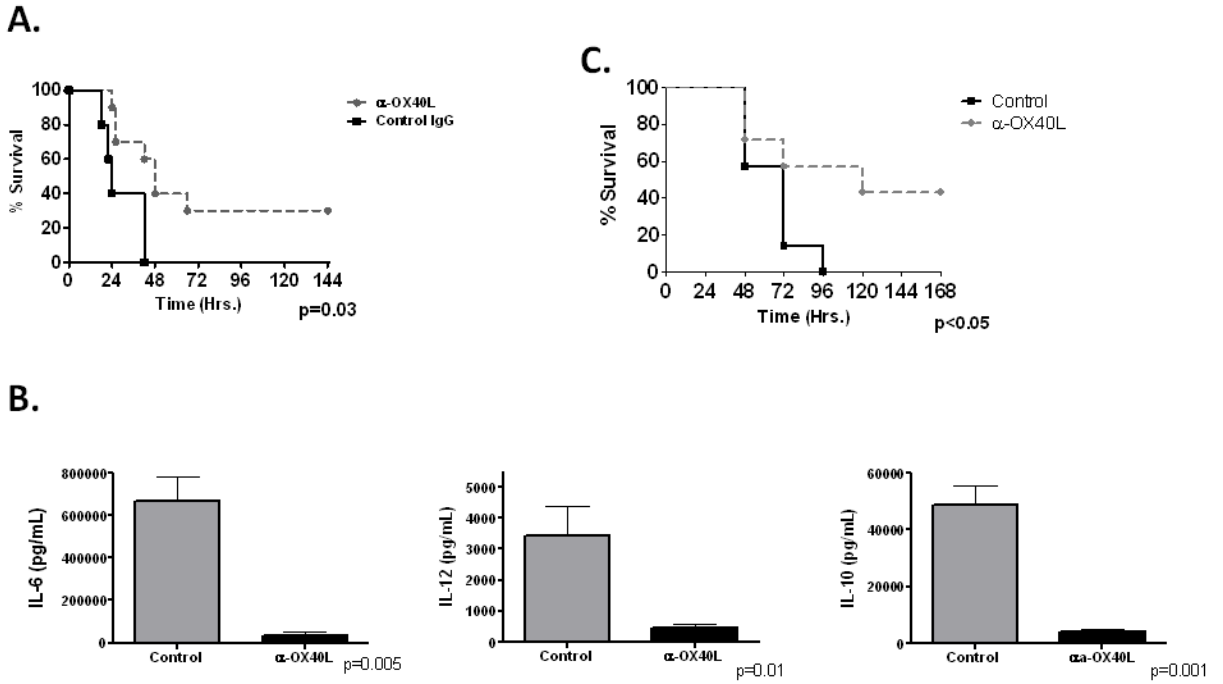 A.
100
80
60
40
20
0
% Survival
0 24 48 72 96 120 144
Time (Hrs.)
p=0.03
α-OX40L
Control IgG
C.
100
80
60
40
20
0
% Survival
0 24 48 72 96 120 144 168
Time (Hrs.)
p<0.05
Control
α-OX40L
B.
800000
600000
400000
200000
0
IL-6 (pg/mL)
Control α-OX40L
p=0.005
5000
4000
3000
2000
1000
0
IL-12 (pg/mL)
Control α-OX40L
p=0.01
60000
40000
20000
0
IL-10 (pg/mL)
Control αa-OX40L
p=0.001